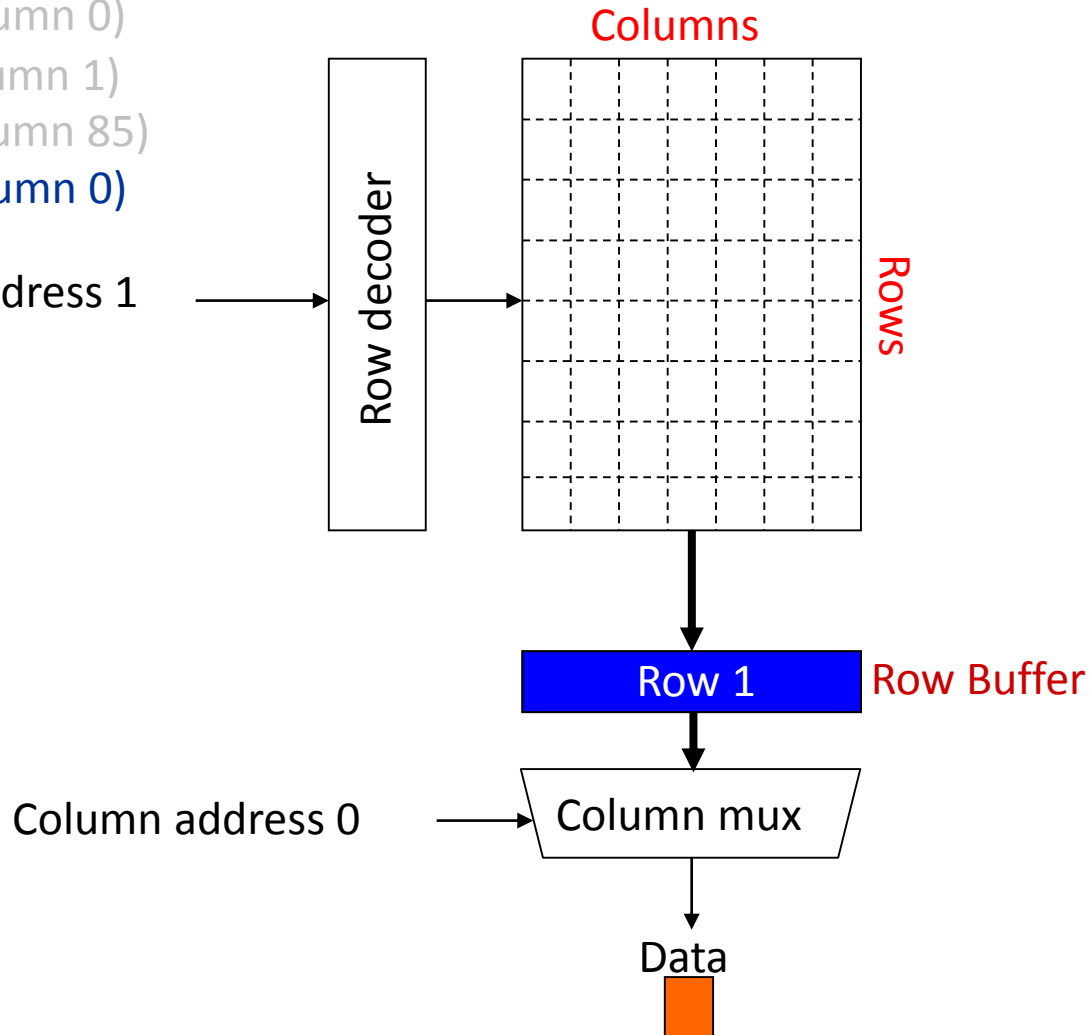 umn 0)
Columns
umn 1)
umn 85)
umn 0)
Row decoder
Rows
dress 1
Row 1
Row Buffer
Column address 0
Column mux
Data